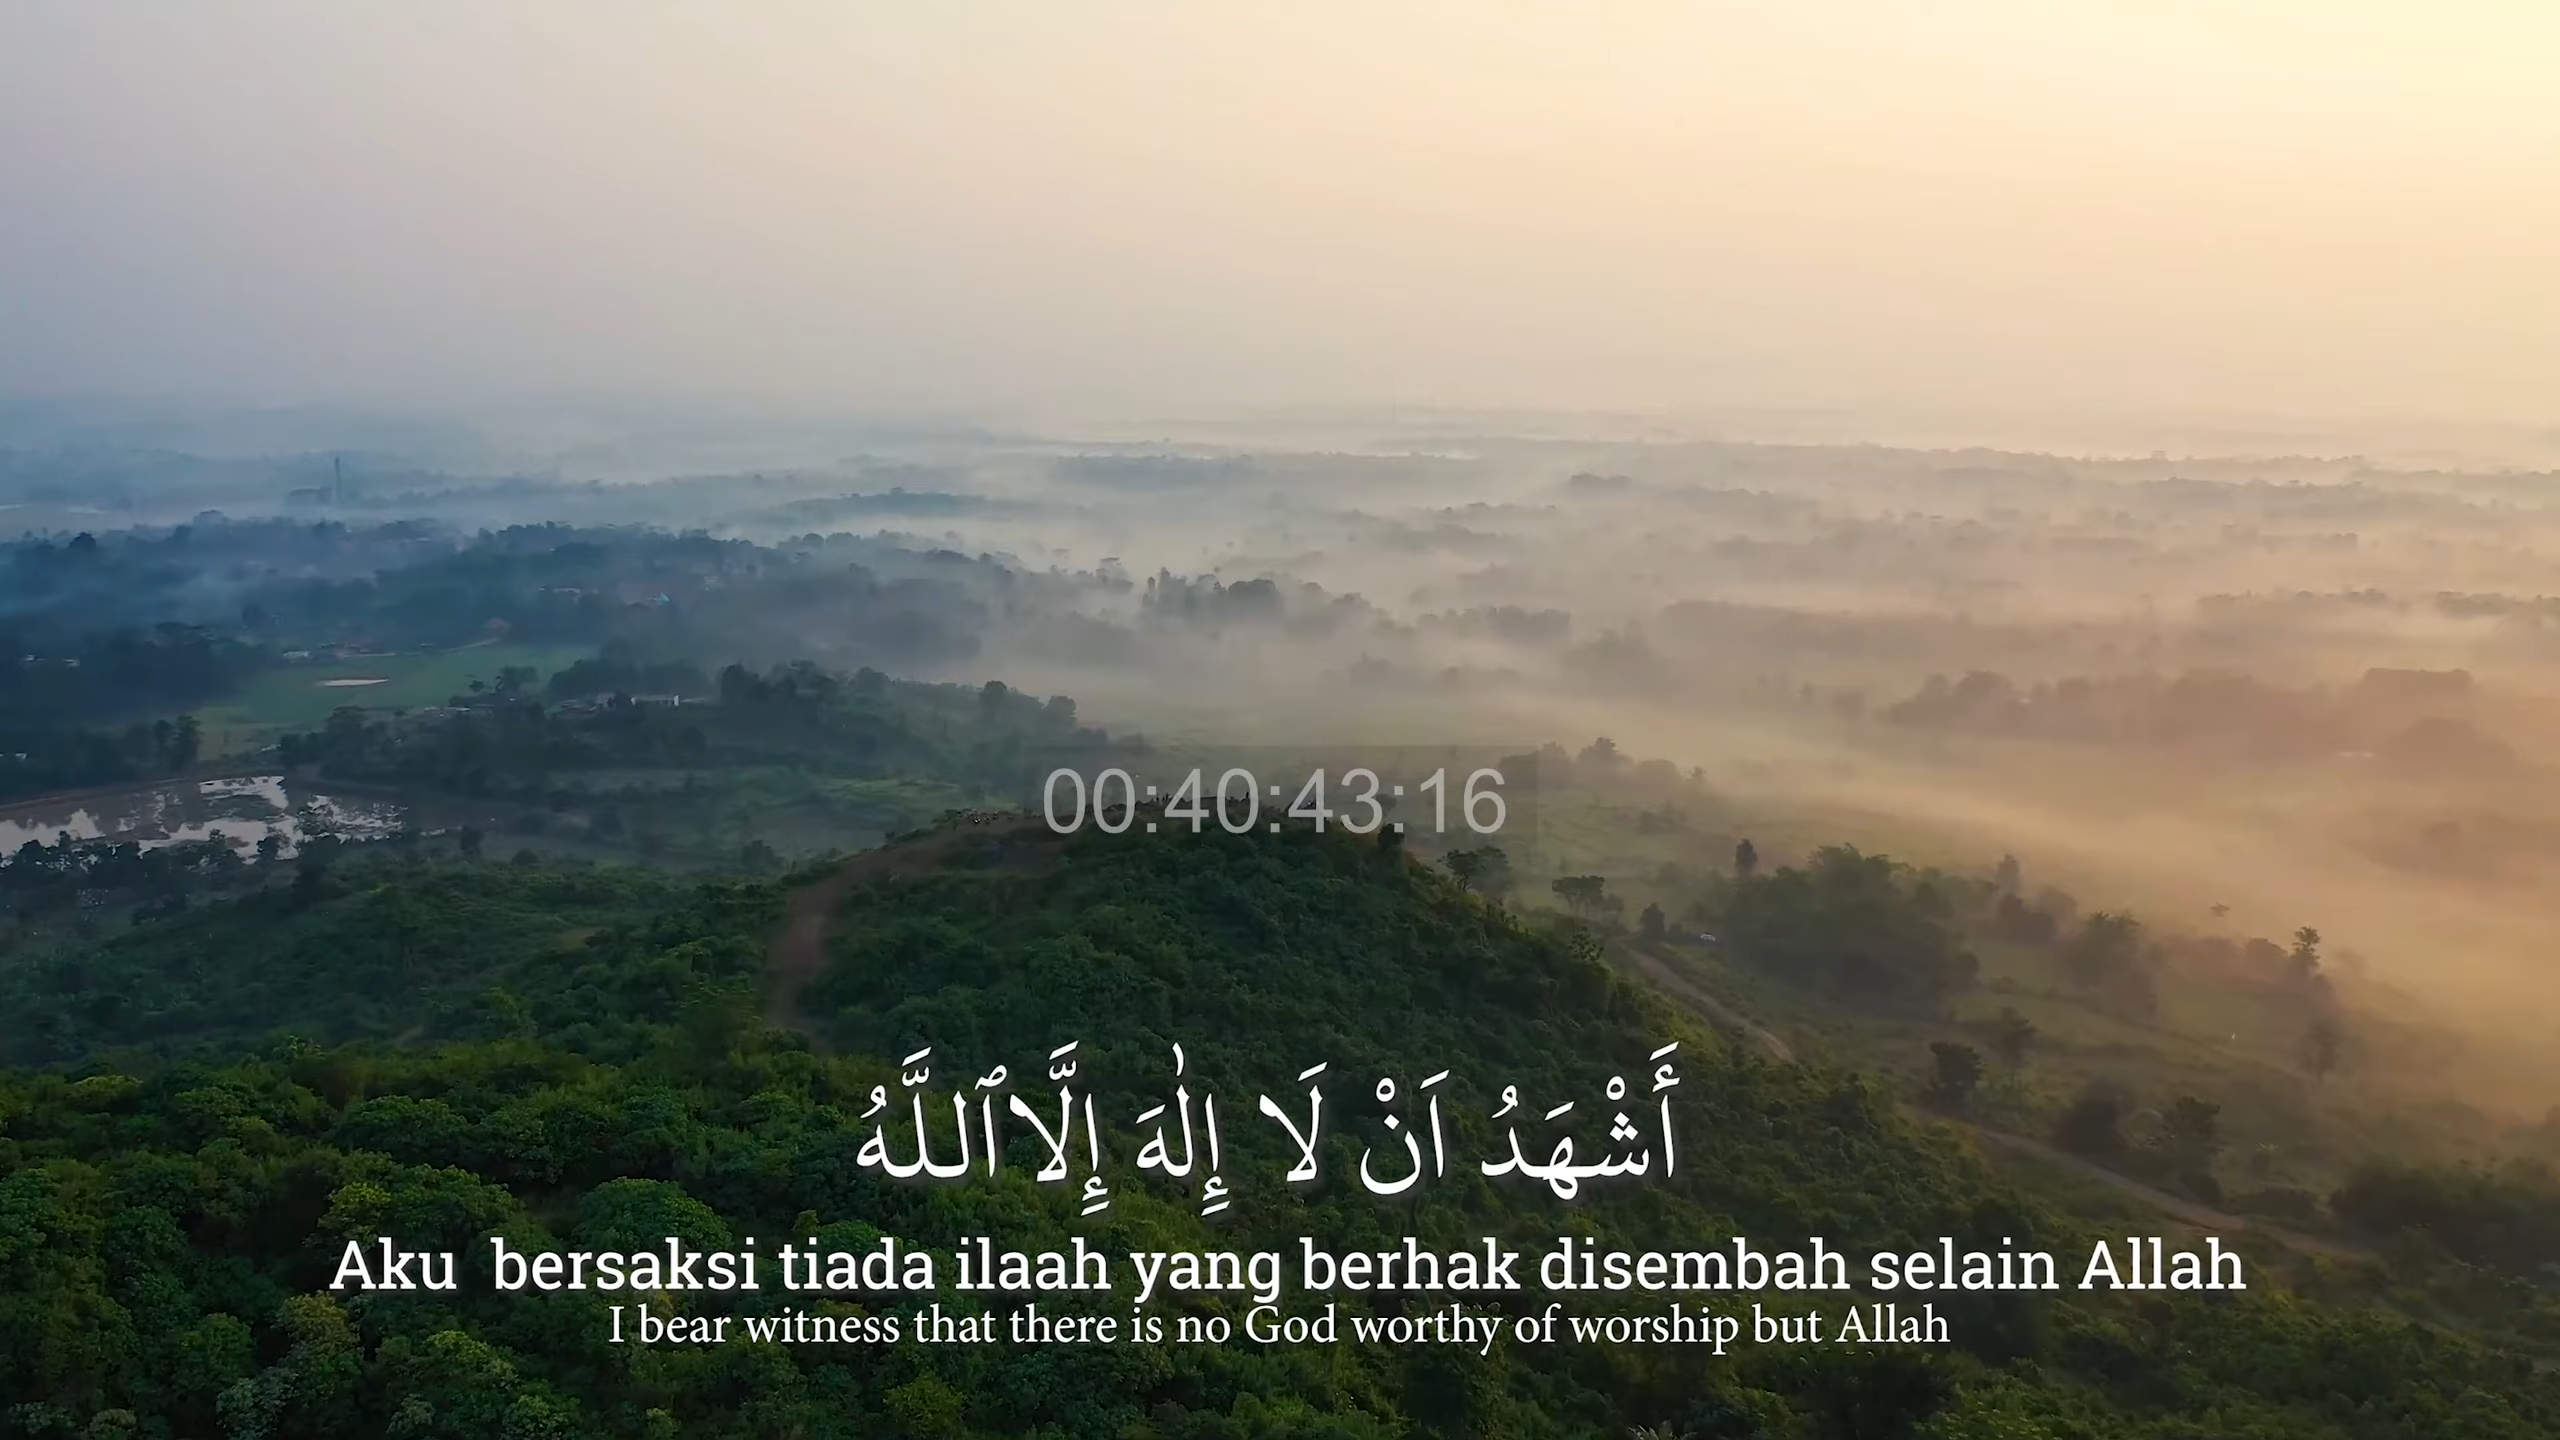 00:40:43:16
أَشْهَدُ اَنْ لَا إِلٰهَ إِلَّا ٱللَّهُ
Aku  bersaksi tiada ilaah yang berhak disembah selain Allah
I bear witness that there is no God worthy of worship but Allah